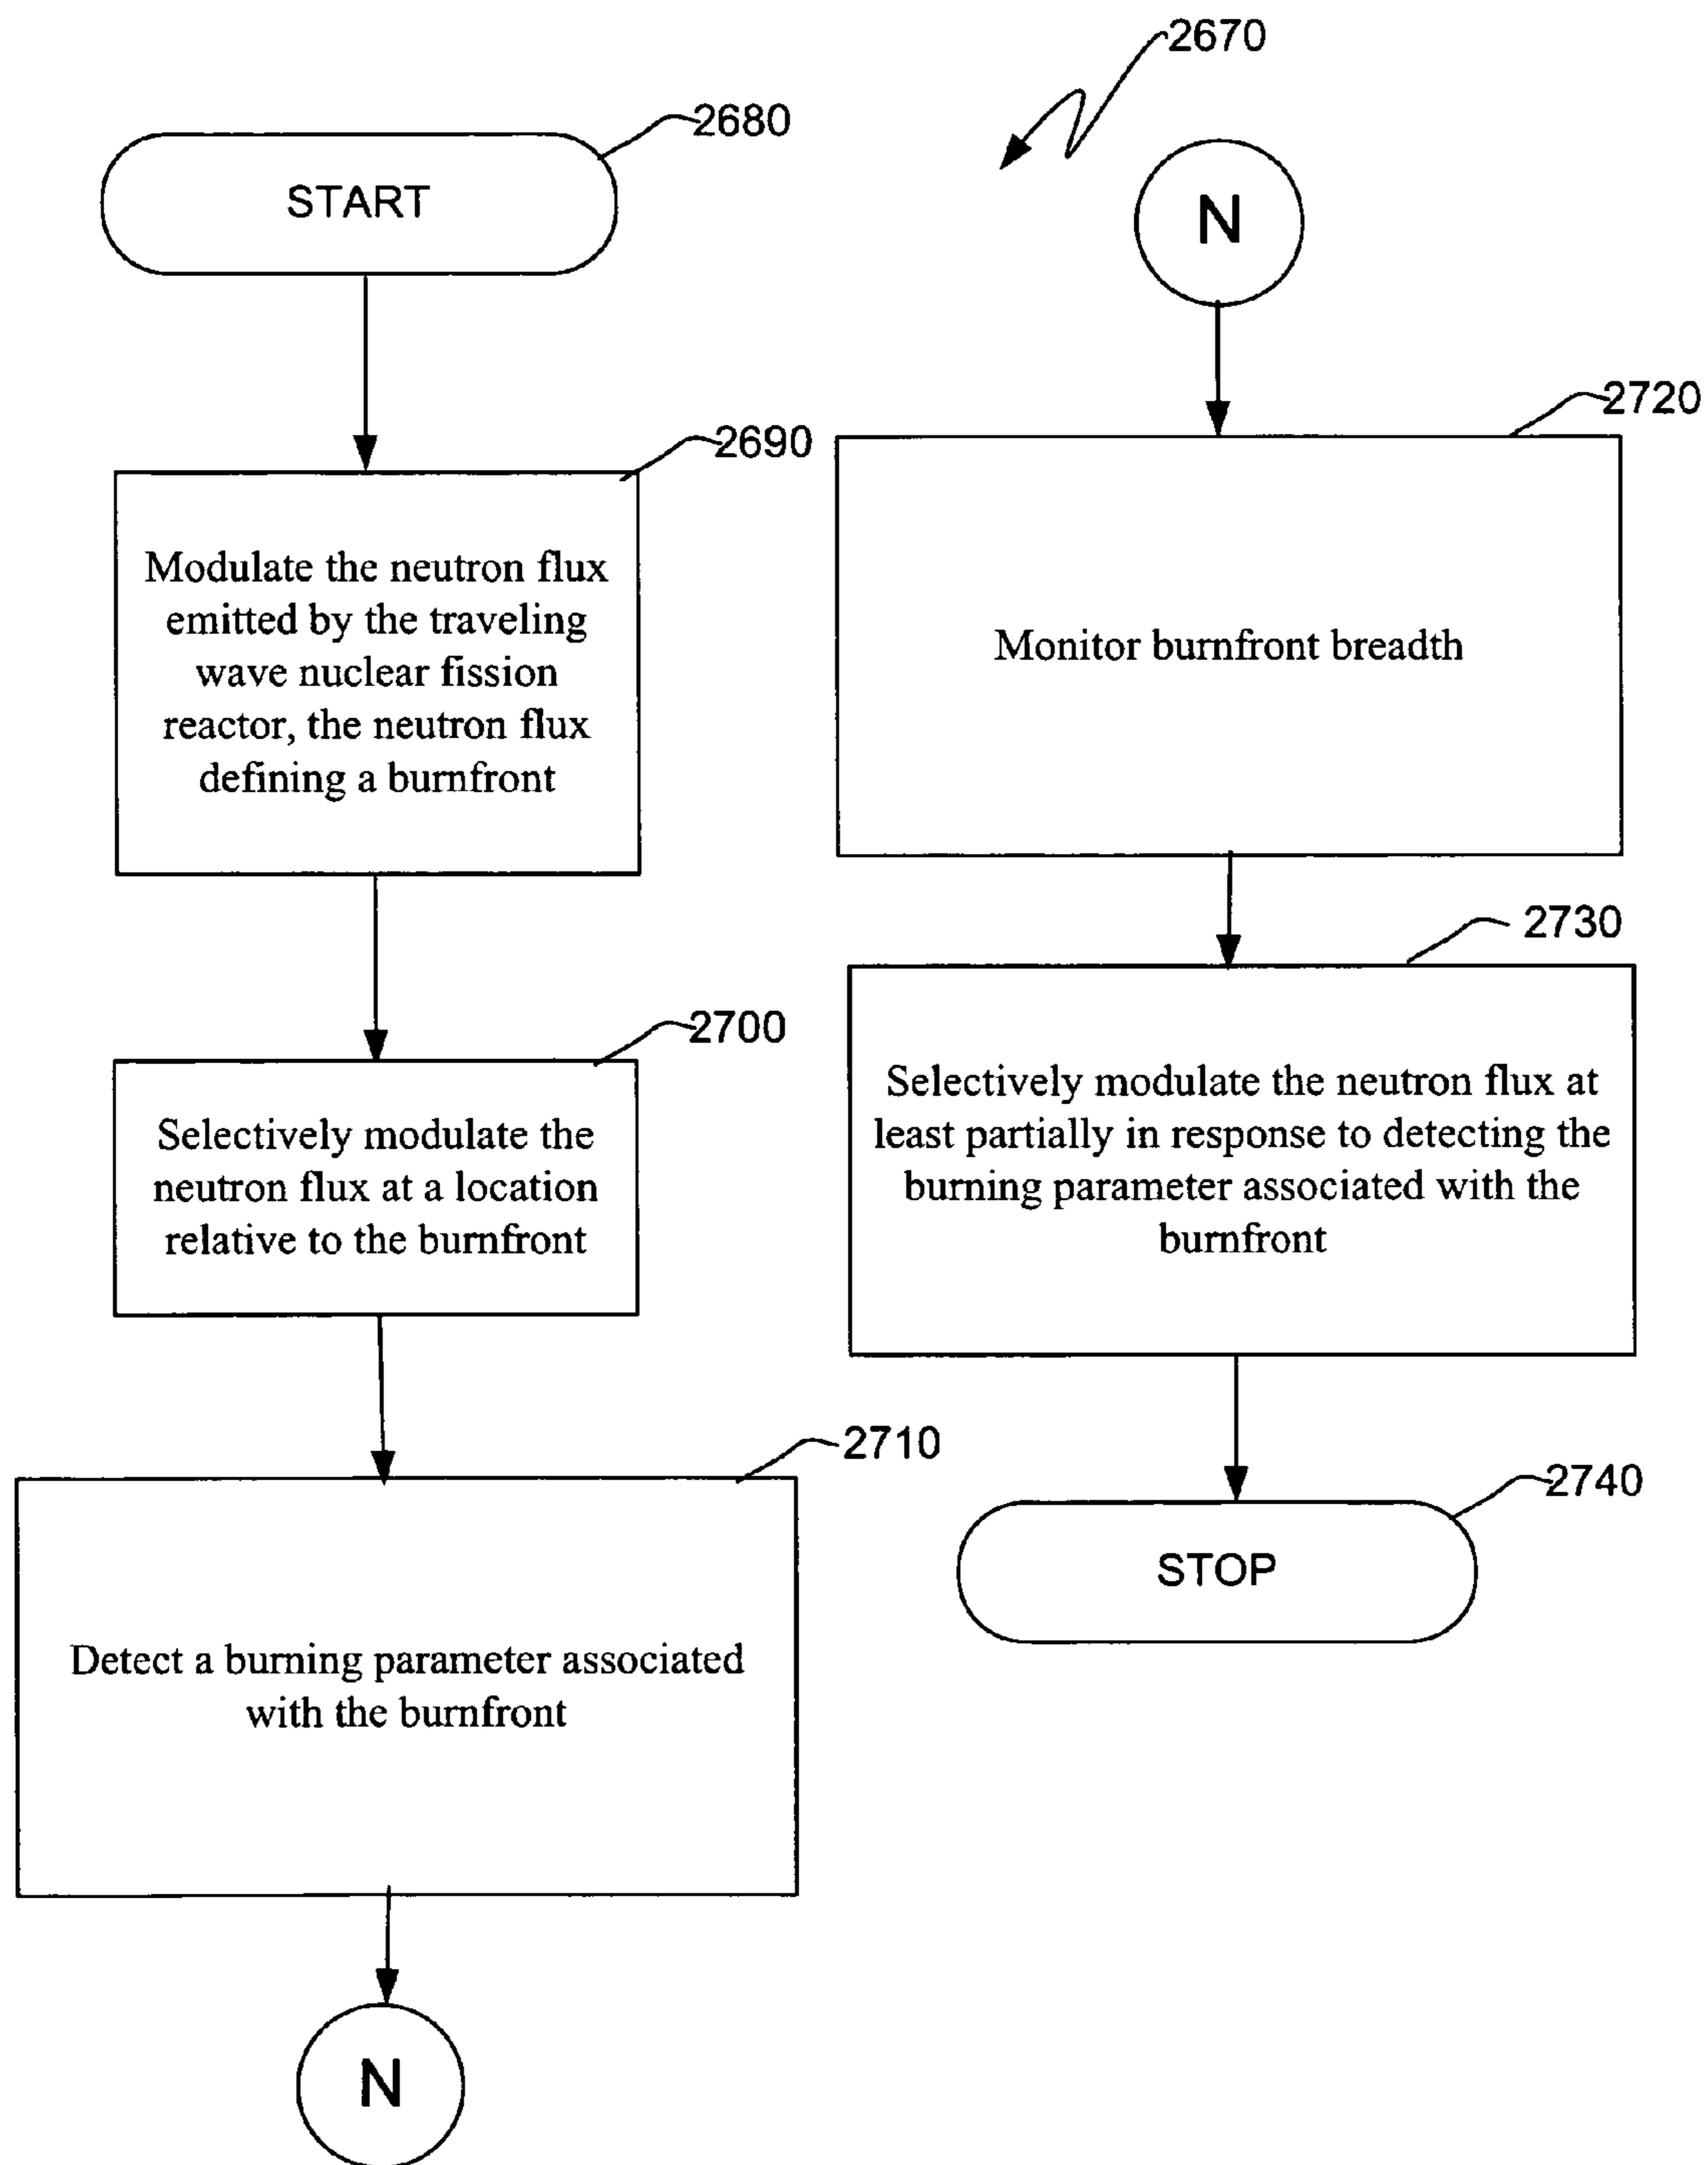 2670
2680
START
2690
Modulate the neutron flux
emitted by the traveling
wave nuclear fission
reactor, the neutron flux
defining a burnfront
2700
Selectively modulate the
neutron flux at a location
relative to the burnfront
2710
Detect a burning parameter associated
with the burnfront
N
N
2720
Monitor burnfront breadth
2730
Selectively modulate the neutron flux at
least partially in response to detecting the
burning parameter associated with the
burnfront
2740
STOP